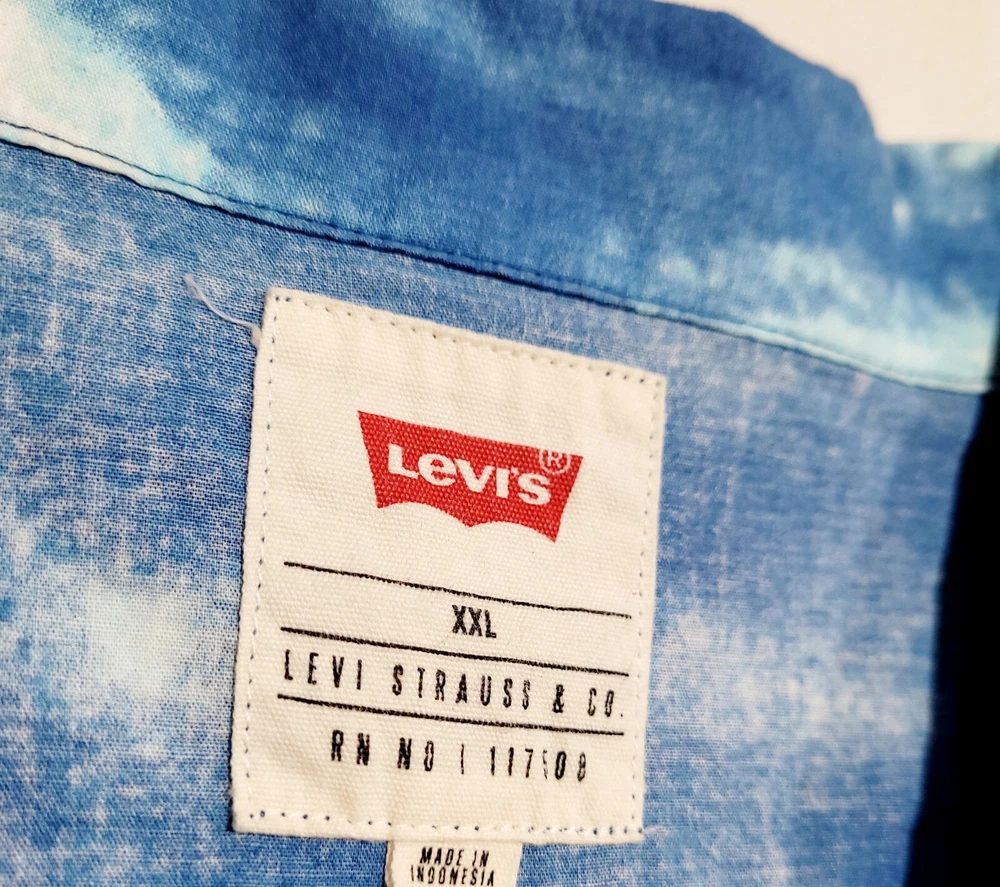 Levi's ®
XXL
LEVI STRAUSS & CO.
RN NO |
MADE IN
INDONESIA